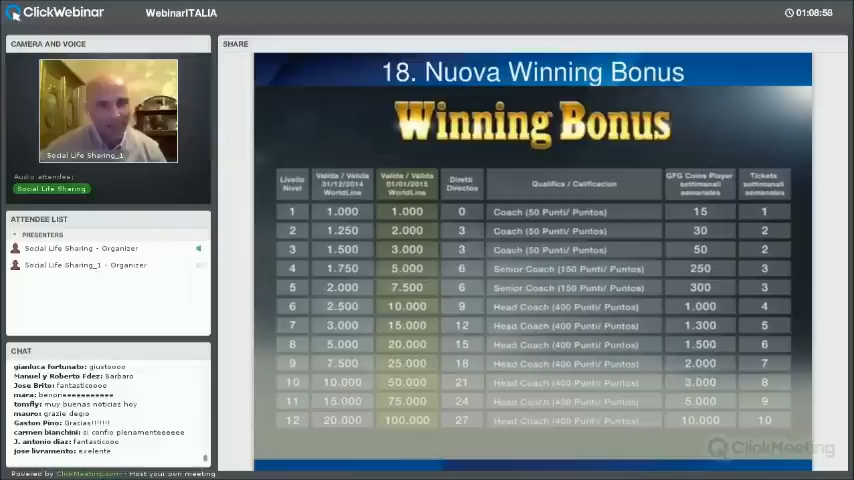 ClickWebinar
WebinarITALIA
01:08:58
CAMERA AND VOICE
Social Life Sharing_1
Audio attendee:
Social Life Sharing
ATTENDEE LIST
PRESENTERS
Social Life Sharing - Organizer
Social Life Sharing_1 - Organizer
CHAT
gianluca fortunato: giustoooo
Manuel y Roberto Fdez: Barbaro
Jose Brito: fantasticoooo
mara: benoneeeeeeeeee
tomfly: muy buenas noticias hoy
mauro: grazie degio
Gaston Pino: Gracias!!!!!!!
carmen bianchini: si confio plenamenteeeee
J. antonio diaz: fantasticooo
jose livramento: exelente
Powered by ClickMeeting.com - Host your own meeting
SHARE
18. Nuova Winning Bonus
Winning Bonus
Livello Nivel | Valida / Válida 31/12/2014 WorldLine | Valida / Válida 01/01/2015 WorldLine | Diretti Directos | Qualifica / Calificacion | GFG Coins Player settimanali semanales | Tickets settimanali semanales
1 1.000 1.000 0 Coach (50 Punti/ Puntos) 15 1
2 1.250 2.000 3 Coach (50 Punti/ Puntos) 30 2
3 1.500 3.000 3 Coach (50 Punti/ Puntos) 50 2
4 1.750 5.000 6 Senior Coach (150 Punti/ Puntos) 250 3
5 2.000 7.500 6 Senior Coach (150 Punti/ Puntos) 300 3
6 2.500 10.000 9 Head Coach (400 Punti/ Puntos) 1.000 4
7 3.000 15.000 12 Head Coach (400 Punti/ Puntos) 1.300 5
8 5.000 20.000 15 Head Coach (400 Punti/ Puntos) 1.500 6
9 7.500 25.000 18 Head Coach (400 Punti/ Puntos) 2.000 7
10 10.000 50.000 21 Head Coach (400 Punti/ Puntos) 3.000 8
11 15.000 75.000 24 Head Coach (400 Punti/ Puntos) 5.000 9
12 20.000 100.000 27 Head Coach (400 Punti/ Puntos) 10.000 10
ClickMeeting